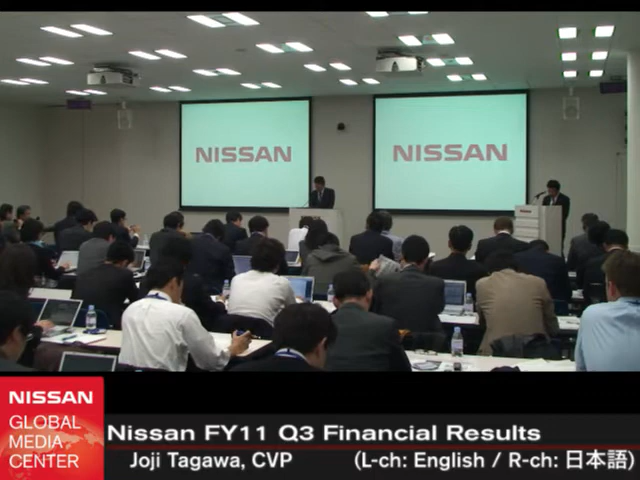 NISSAN
NISSAN
NISSAN
GLOBAL
MEDIA
CENTER
Nissan FY11 Q3 Financial Results
Joji Tagawa, CVP (L-ch: English / R-ch: 日本語)